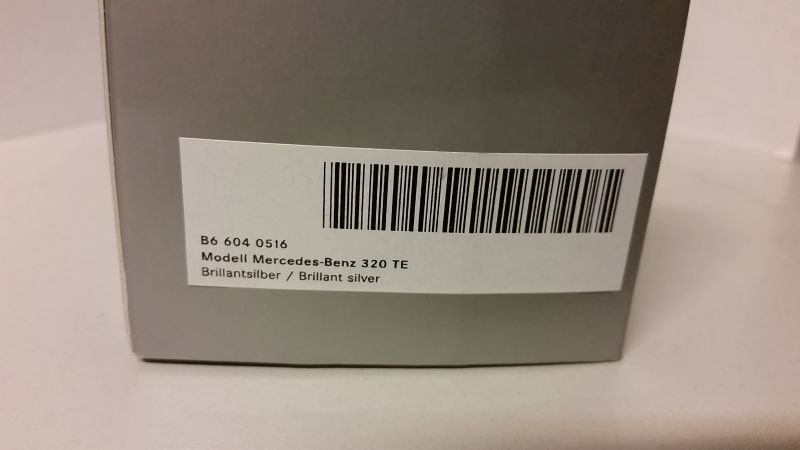 B6 604 0516
Modell Mercedes-Benz 320 TE
Brillantsilber / Brillant silver